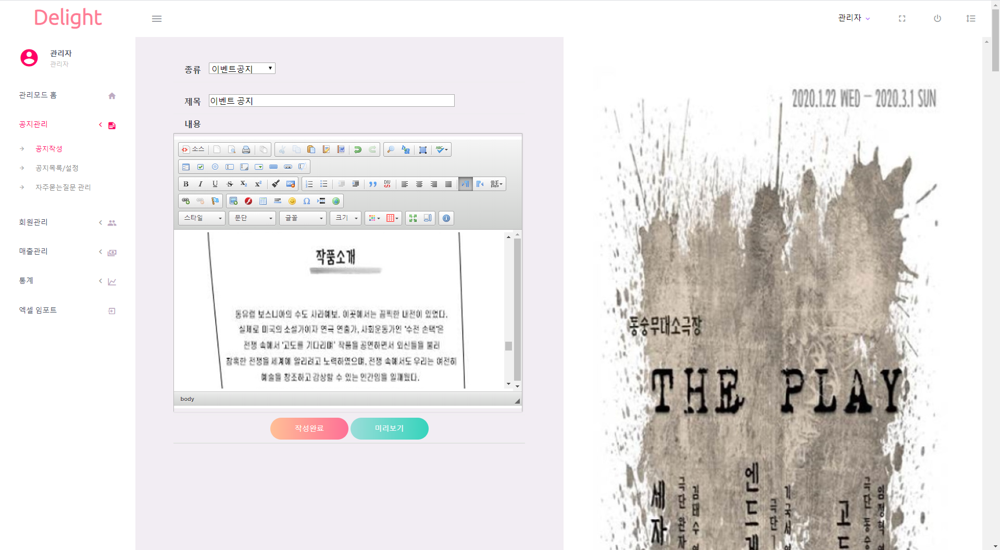 Delight
관리자
관리자
관리자
관리모드 홈
공지관리
공지작성
공지목록/설정
자주묻는질문 관리
회원관리
매출관리
통계
엑셀 임포트
종류 이벤트공지
제목 이벤트 공지
내용
소스
ABC
B I U S X2 X2
DIV
話
스타일 문단 글꼴 크기
작품소개
동유럽 보스니아의 수도 사라예보. 이곳에서는 끔찍한 내전이 있었다.
실제로 미국의 소설가이자 연극 연출가, 사회운동가인 '수전 손택'은
전쟁 속에서 '고도를 기다리며' 작품을 공연하면서 외신들을 불러
참혹한 전쟁을 세계에 알리려고 노력하였으며, 전쟁 속에서도 우리는 여전히
예술을 창조하고 감상할 수 있는 인간임을 일깨웠다.
body
작성완료 미리보기
2020.1.22 WED - 2020.3.1 SUN
동숭무대소극장
THE PLAY
세자
극단 완자
김태수
엔드게
극단
기국서
고도
극단 동숭
임정혁